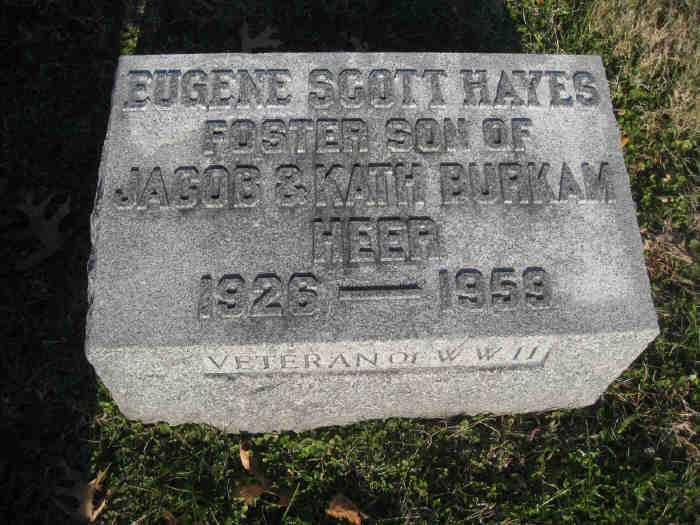 EUGENE SCOTT HAYES
FOSTER SON OF
JACOB & KATH BURKAM
HEER
1926 — 1959
VETERAN OF W W II